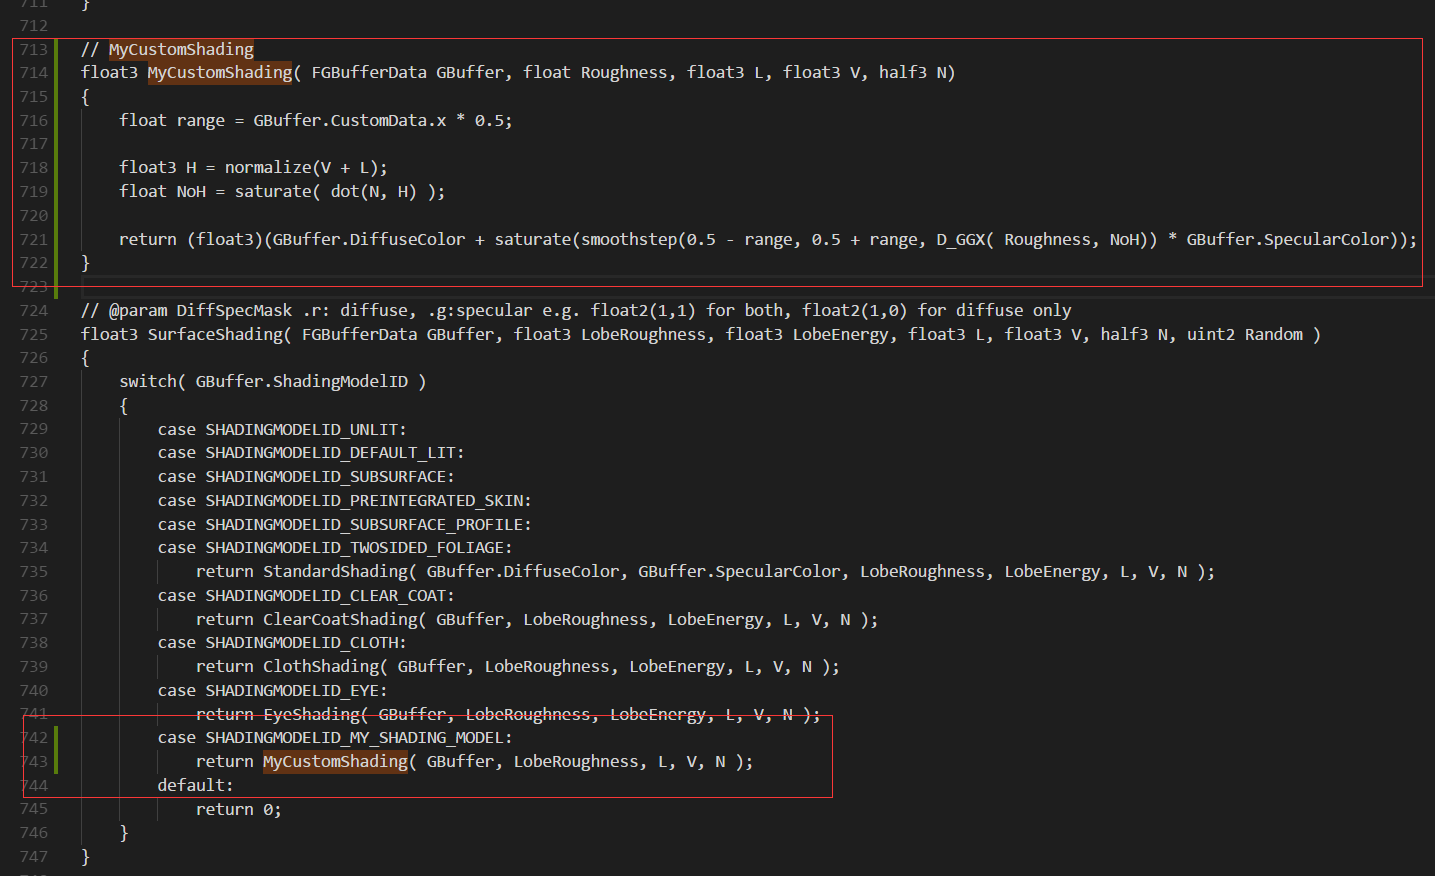 711 }
712
713 // MyCustomShading
714 float3 MyCustomShading( FGBufferData GBuffer, float Roughness, float3 L, float3 V, half3 N)
715 {
716 float range = GBuffer.CustomData.x * 0.5;
717
718 float3 H = normalize(V + L);
719 float NoH = saturate( dot(N, H) );
720
721 return (float3)(GBuffer.DiffuseColor + saturate(smoothstep(0.5 - range, 0.5 + range, D_GGX( Roughness, NoH)) * GBuffer.SpecularColor));
722 }
723
724 // @param DiffSpecMask .r: diffuse, .g:specular e.g. float2(1,1) for both, float2(1,0) for diffuse only
725 float3 SurfaceShading( FGBufferData GBuffer, float3 LobeRoughness, float3 LobeEnergy, float3 L, float3 V, half3 N, uint2 Random )
726 {
727 switch( GBuffer.ShadingModelID )
728 {
729 case SHADINGMODELID_UNLIT:
730 case SHADINGMODELID_DEFAULT_LIT:
731 case SHADINGMODELID_SUBSURFACE:
732 case SHADINGMODELID_PREINTEGRATED_SKIN:
733 case SHADINGMODELID_SUBSURFACE_PROFILE:
734 case SHADINGMODELID_TWOSIDED_FOLIAGE:
735 return StandardShading( GBuffer.DiffuseColor, GBuffer.SpecularColor, LobeRoughness, LobeEnergy, L, V, N );
736 case SHADINGMODELID_CLEAR_COAT:
737 return ClearCoatShading( GBuffer, LobeRoughness, LobeEnergy, L, V, N );
738 case SHADINGMODELID_CLOTH:
739 return ClothShading( GBuffer, LobeRoughness, LobeEnergy, L, V, N );
740 case SHADINGMODELID_EYE:
741 return EyeShading( GBuffer, LobeRoughness, LobeEnergy, L, V, N );
742 case SHADINGMODELID_MY_SHADING_MODEL:
743 return MyCustomShading( GBuffer, LobeRoughness, L, V, N );
744 default:
745 return 0;
746 }
747 }